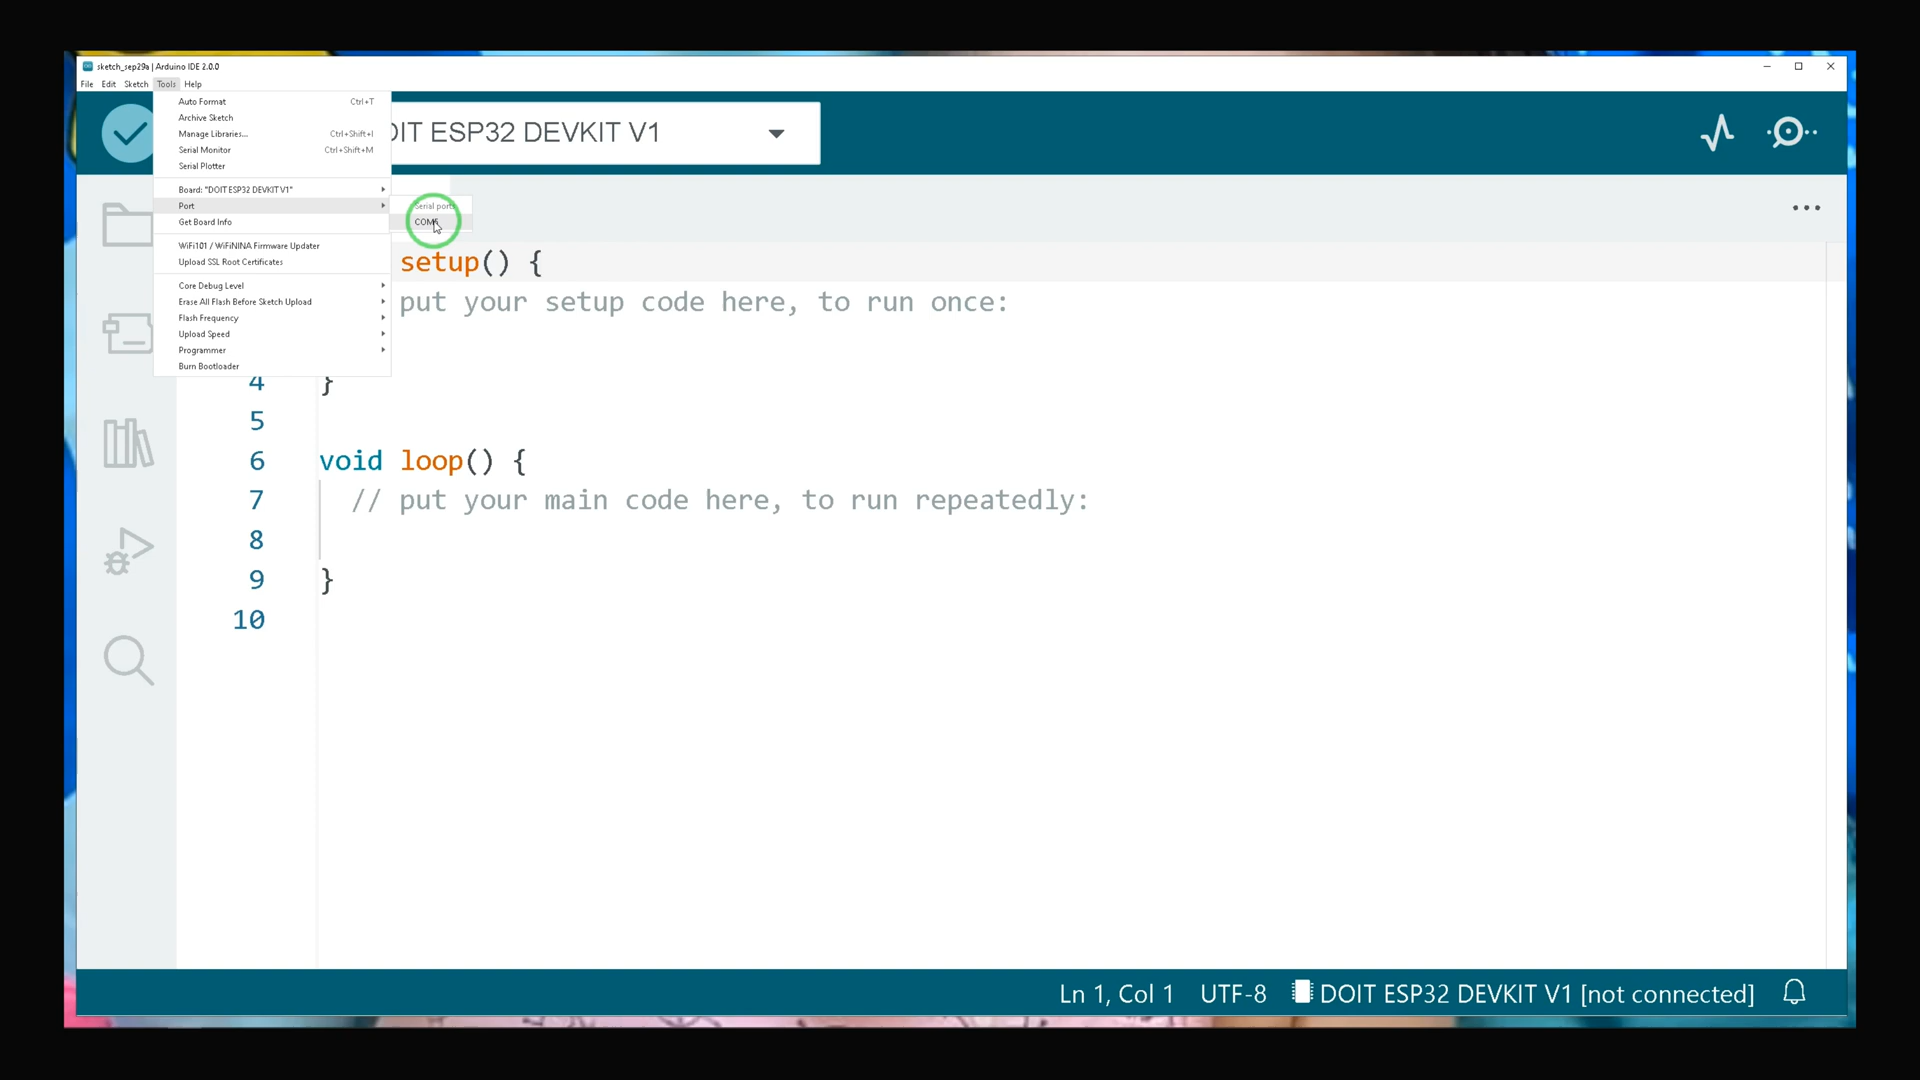 sketch_sep29a | Arduino IDE 2.0.0
File Edit Sketch Tools Help
Auto Format Ctrl+T
Archive Sketch
Manage Libraries... Ctrl+Shift+I
Serial Monitor Ctrl+Shift+M
Serial Plotter
Board: "DOIT ESP32 DEVKIT V1"
Port
Get Board Info
WiFi101 / WiFiNINA Firmware Updater
Upload SSL Root Certificates
Core Debug Level
Erase All Flash Before Sketch Upload
Flash Frequency
Upload Speed
Programmer
Burn Bootloader
Serial ports
OIT ESP32 DEVKIT V1
setup() {
put your setup code here, to run once:
4 }
5
6 void loop() {
7 // put your main code here, to run repeatedly:
8
9 }
10
Ln 1, Col 1 UTF-8 DOIT ESP32 DEVKIT V1 [not connected]